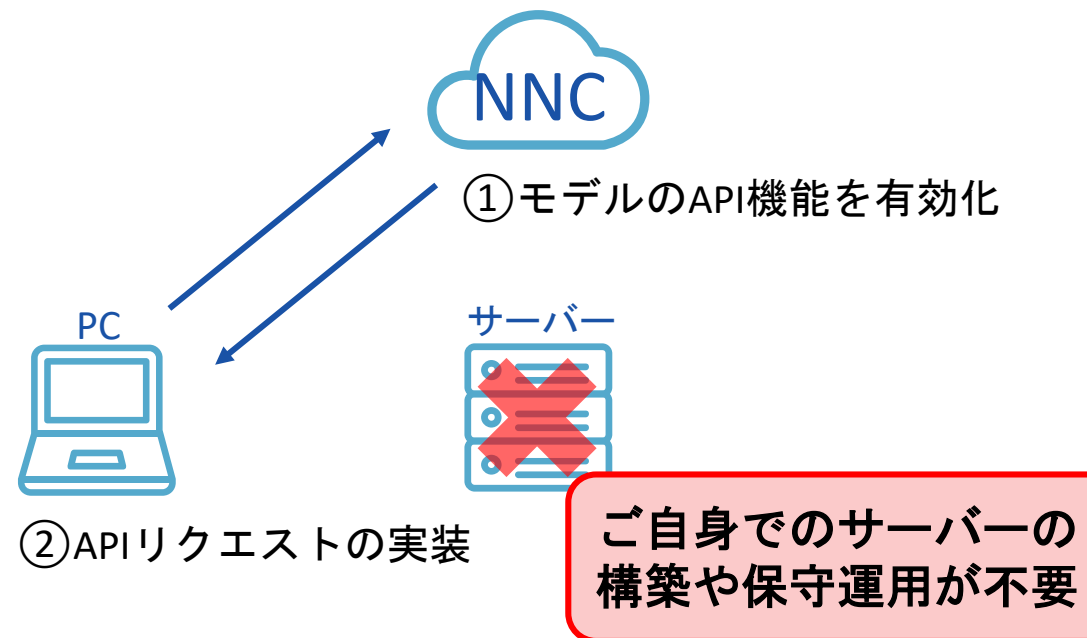 NNC
①モデルのAPI機能を有効化
PC
サーバー
②APIリクエストの実装
ご自身でのサーバーの
構築や保守運用が不要